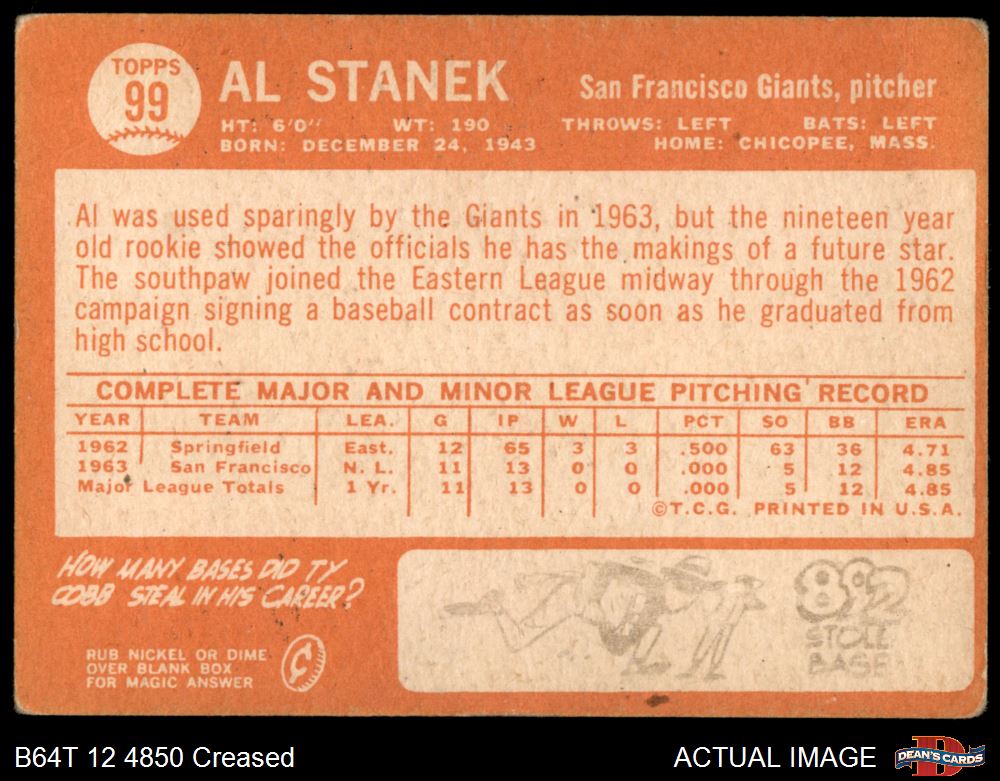 TOPPS
99
AL STANEK
San Francisco Giants, pitcher
HT: 6'0" WT: 190 THROWS: LEFT BATS: LEFT
BORN: DECEMBER 24, 1943 HOME: CHICOPEE, MASS.
Al was used sparingly by the Giants in 1963, but the nineteen year
old rookie showed the officials he has the makings of a future star.
The southpaw joined the Eastern League midway through the 1962
campaign signing a baseball contract as soon as he graduated from
high school.
COMPLETE MAJOR AND MINOR LEAGUE PITCHING RECORD
YEAR TEAM LEA. G IP W L PCT SO BB ERA
1962 Springfield East. 12 65 3 3 .500 63 36 4.71
1963 San Francisco N. L. 11 13 0 0 .000 5 12 4.85
Major League Totals 1 Yr. 11 13 0 0 .000 5 12 4.85
©T.C.G. PRINTED IN U.S.A.
HOW MANY BASES DID TY
COBB STEAL IN HIS CAREER?
RUB NICKEL OR DIME
OVER BLANK BOX
FOR MAGIC ANSWER
892
STOLE
BASE
B64T 12 4850 Creased
ACTUAL IMAGE
DEAN'S CARDS